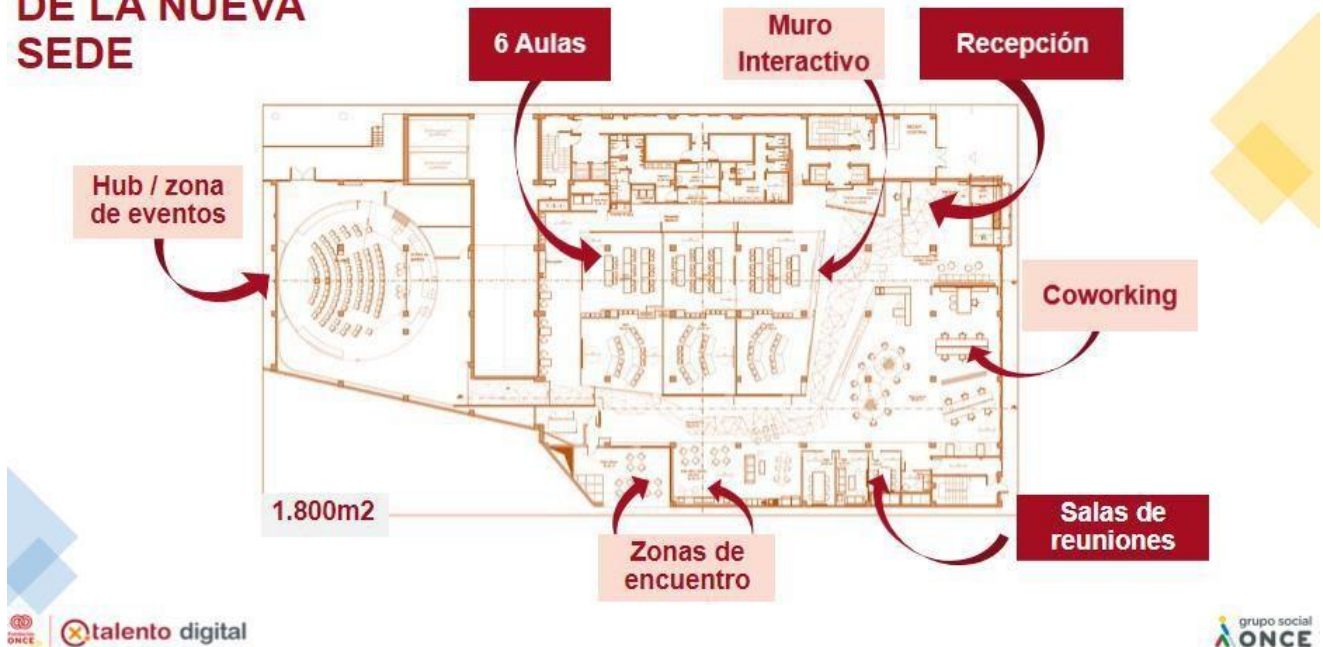 DE LA NUEVA
SEDE
6 Aulas
Muro
Interactivo
Recepción
Hub / zona
de eventos
Coworking
1.800m2
Zonas de
encuentro
Salas de
reuniones
ONCE
talento digital
grupo social
ONCE